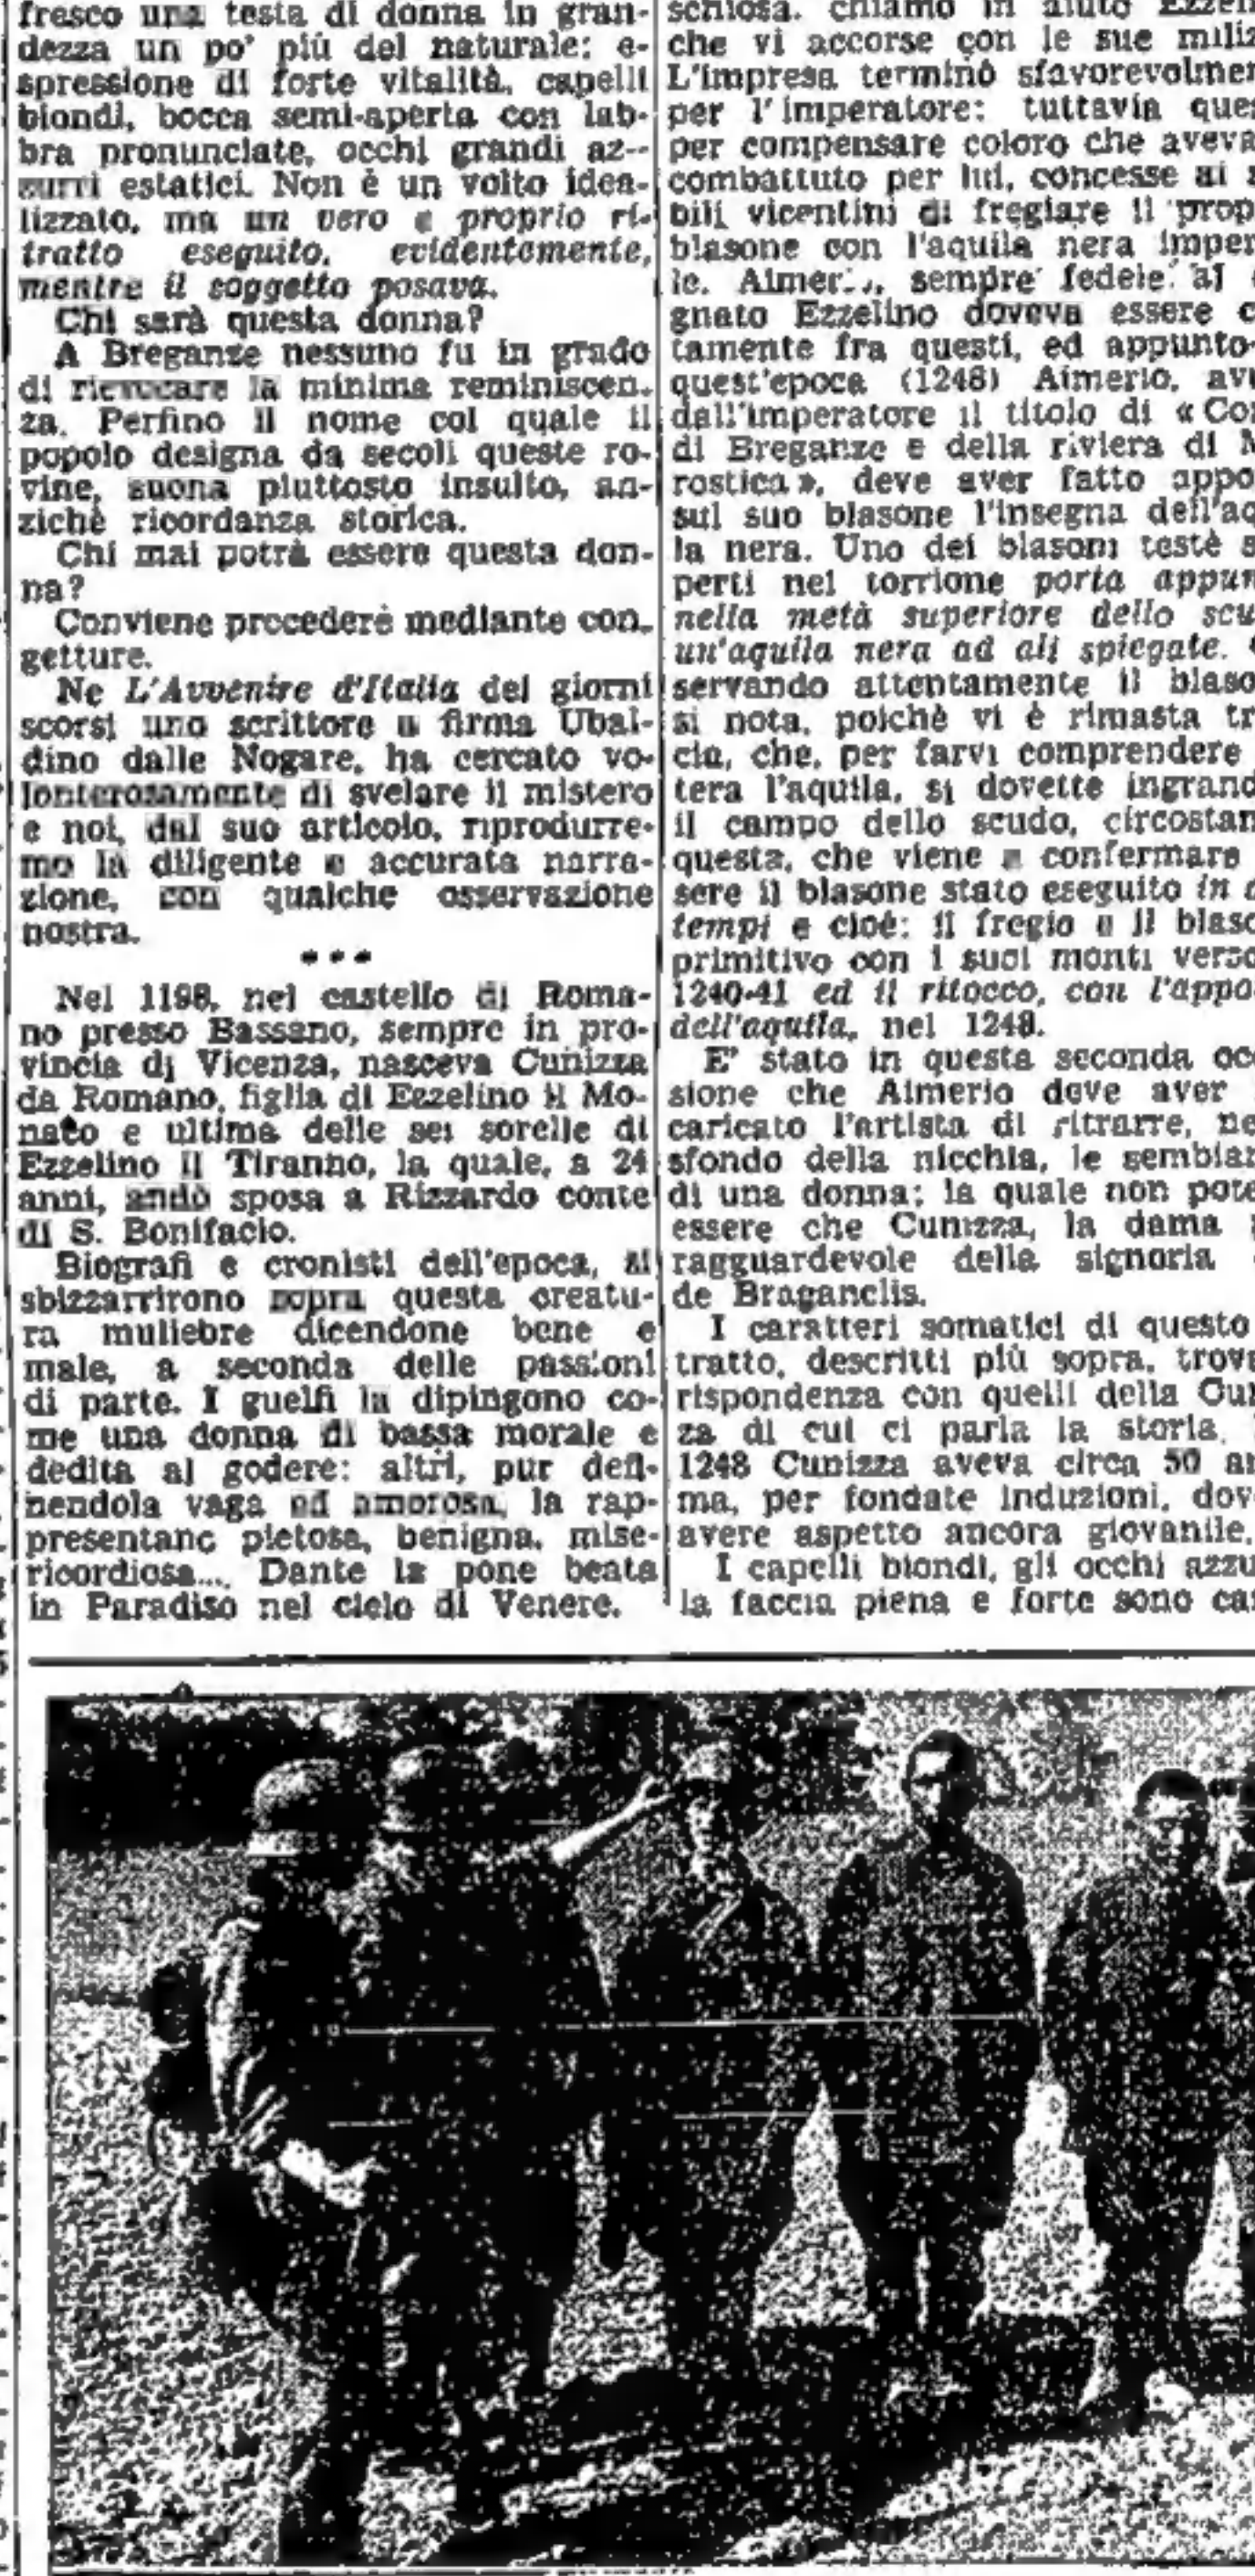 fresco una testa di donna in gran-
dezza un po' più del naturale: e-
spressione di forte vitalità, capelli
biondi, bocca semi-aperta con lab-
bra pronunciate, occhi grandi az--
zurri estatici. Non è un volto idea-
lizzato, ma un vero e proprio ri-
tratto eseguito, evidentemente,
mentre il soggetto posava.
Chi sarà questa donna?
A Breganze nessuno fu in grado
di rievocare la minima reminiscen-
za. Perfino il nome col quale il
popolo designa da secoli queste ro-
vine, suona piuttosto insulto, an-
zichè ricordanza storica.
Chi mai potrà essere questa don-
na?
Conviene procederè mediante con-
getture.
Ne L'Avvenire d'Italia dei giorni
scorsi uno scrittore a firma Ubal-
dino dalle Nogare, ha cercato vo-
lonterosamente di svelare il mistero
e noi, dal suo articolo, riprodurre-
mo la diligente e accurata narra-
zione, con qualche osservazione
nostra.
***
Nel 1198, nel castello di Roma-
no presso Bassano, sempre in pro-
vincia di Vicenza, nasceva Cunizza
da Romano, figlia di Ezzelino il Mo-
naco e ultima delle sei sorelle di
Ezzelino il Tiranno, la quale, a 24
anni, andò sposa a Rizzardo conte
di S. Bonifacio.
Biografi e cronisti dell'epoca, si
sbizzarrirono sopra questa creatu-
ra muliebre dicendone bene e
male, a seconda delle passioni
di parte. I guelfi la dipingono co-
me una donna di bassa morale e
dedita al godere: altri, pur defi-
nendola vaga ed amorosa, la rap-
presentano pietosa, benigna, mise-
ricordiosa.... Dante la pone beata
in Paradiso nel cielo di Venere.
chiamò in aiuto
che vi accorse con le sue miliz
L'impresa terminò sfavorevolmen
per l'imperatore: tuttavia que
per compensare coloro che aveva
combattuto per lui, concesse ai
bili vicentini di fregiare il prop
blasone con l'aquila nera imper
le. Aimer... sempre fedele al
gnato Ezzelino doveva essere c
tamente fra questi, ed appunto
quest'epoca (1248) Aimerio, avu
dall'imperatore il titolo di « Co
di Breganze e della riviera di M
rostica », deve aver fatto appo
sul suo blasone l'insegna dell'ac
la nera. Uno dei blasoni testè s
perti nel torrione porta appun
nella metà superiore dello scu
un'aquila nera ad ali spiegate.
servando attentamente il blaso
si nota, poichè vi è rimasta tr
cia, che, per farvi comprendere
tera l'aquila, si dovette ingrand
il campo dello scudo, circostan
questa, che viene a confermare
sere il blasone stato eseguito in
tempi e cioè: il fregio e il blaso
primitivo con i suoi monti verso
1240-41 ed il ritocco, con l'appo
dell'aquila, nel 1248.
E' stato in questa seconda occ
sione che Aimerio deve aver
caricato l'artista di ritrarre, ne
sfondo della nicchia, le sembian
di una donna; la quale non pote
essere che Cunizza, la dama
ragguardevole della signoria
de Braganciis.
I caratteri somatici di questo
tratto, descritti più sopra, trova
rispondenza con quelli della Cun
za di cui ci parla la storia.
1248 Cunizza aveva circa 50 an
ma, per fondate induzioni, dov
avere aspetto ancora giovanile.
I capelli biondi, gli occhi azzu
la faccia piena e forte sono car